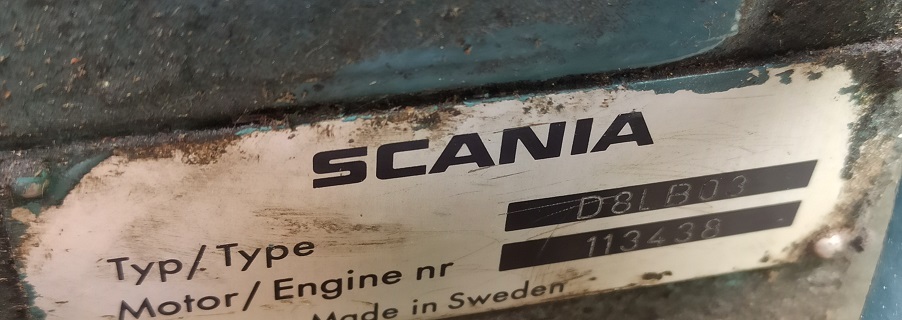 SCANIA
Typ/Type D8LB03
Motor/Engine nr 113438
Made in Sweden